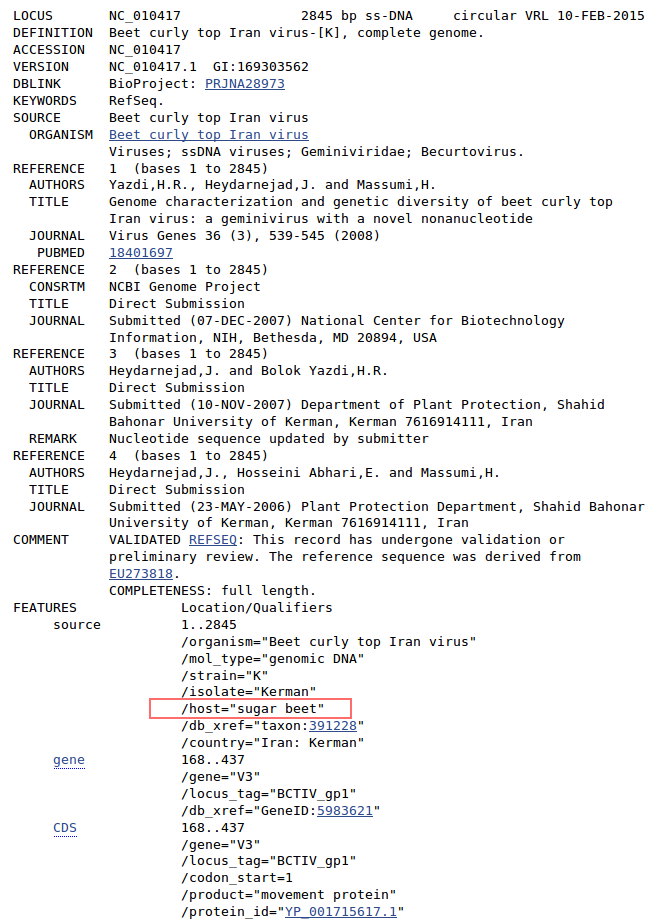 LOCUS       NC_010417               2845 bp ss-DNA     circular VRL 10-FEB-2015
DEFINITION  Beet curly top Iran virus-[K], complete genome.
ACCESSION   NC_010417
VERSION     NC_010417.1  GI:169303562
DBLINK      BioProject: PRJNA28973
KEYWORDS    RefSeq.
SOURCE      Beet curly top Iran virus
  ORGANISM  Beet curly top Iran virus
            Viruses; ssDNA viruses; Geminiviridae; Becurtovirus.
REFERENCE   1  (bases 1 to 2845)
  AUTHORS   Yazdi,H.R., Heydarnejad,J. and Massumi,H.
  TITLE     Genome characterization and genetic diversity of beet curly top
            Iran virus: a geminivirus with a novel nonanucleotide
  JOURNAL   Virus Genes 36 (3), 539-545 (2008)
   PUBMED   18401697
REFERENCE   2  (bases 1 to 2845)
  CONSRTM   NCBI Genome Project
  TITLE     Direct Submission
  JOURNAL   Submitted (07-DEC-2007) National Center for Biotechnology
            Information, NIH, Bethesda, MD 20894, USA
REFERENCE   3  (bases 1 to 2845)
  AUTHORS   Heydarnejad,J. and Bolok Yazdi,H.R.
  TITLE     Direct Submission
  JOURNAL   Submitted (10-NOV-2007) Department of Plant Protection, Shahid
            Bahonar University of Kerman, Kerman 7616914111, Iran
  REMARK    Nucleotide sequence updated by submitter
REFERENCE   4  (bases 1 to 2845)
  AUTHORS   Heydarnejad,J., Hosseini Abhari,E. and Massumi,H.
  TITLE     Direct Submission
  JOURNAL   Submitted (23-MAY-2006) Plant Protection Department, Shahid Bahonar
            University of Kerman, Kerman 7616914111, Iran
COMMENT     VALIDATED REFSEQ: This record has undergone validation or
            preliminary review. The reference sequence was derived from
            EU273818.
            COMPLETENESS: full length.
FEATURES             Location/Qualifiers
     source          1..2845
                     /organism="Beet curly top Iran virus"
                     /mol_type="genomic DNA"
                     /strain="K"
                     /isolate="Kerman"
                     /host="sugar beet"
                     /db_xref="taxon:391228"
                     /country="Iran: Kerman"
     gene            168..437
                     /gene="V3"
                     /locus_tag="BCTIV_gp1"
                     /db_xref="GeneID:5983621"
     CDS             168..437
                     /gene="V3"
                     /locus_tag="BCTIV_gp1"
                     /codon_start=1
                     /product="movement protein"
                     /protein_id="YP_001715617.1"